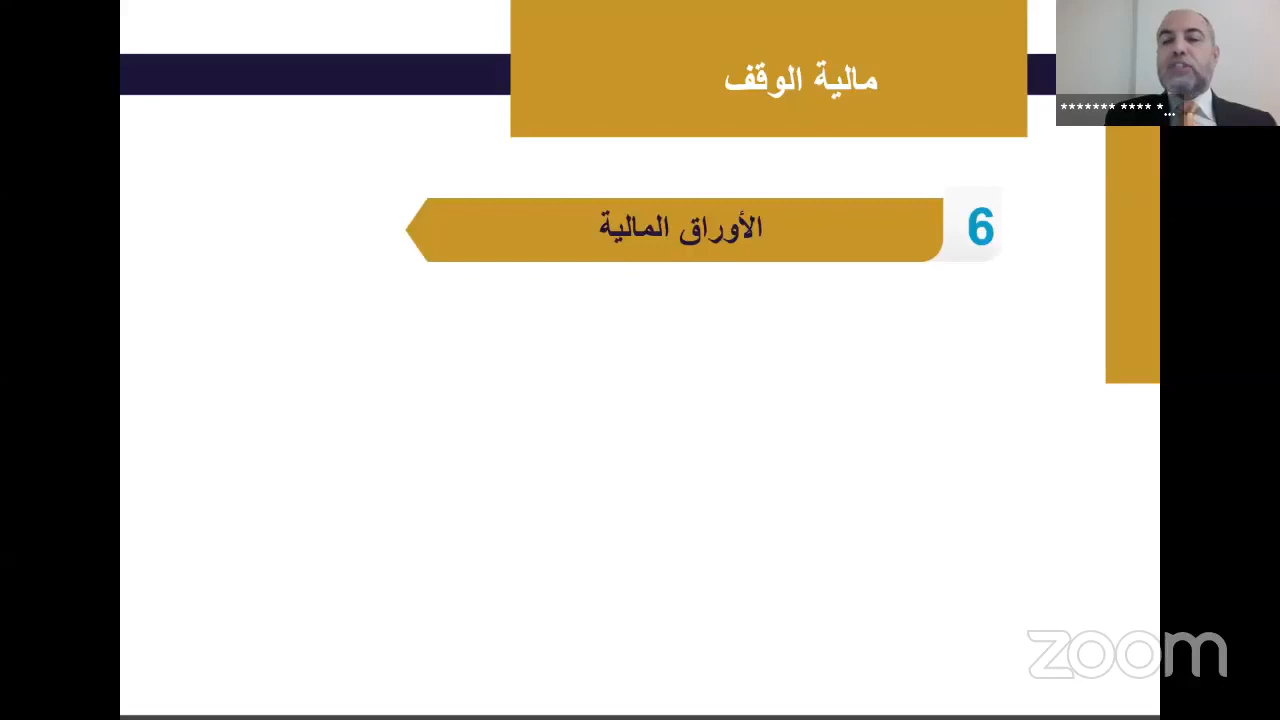 مالية الوقف
******* **** *...
6
الأوراق المالية
zoom